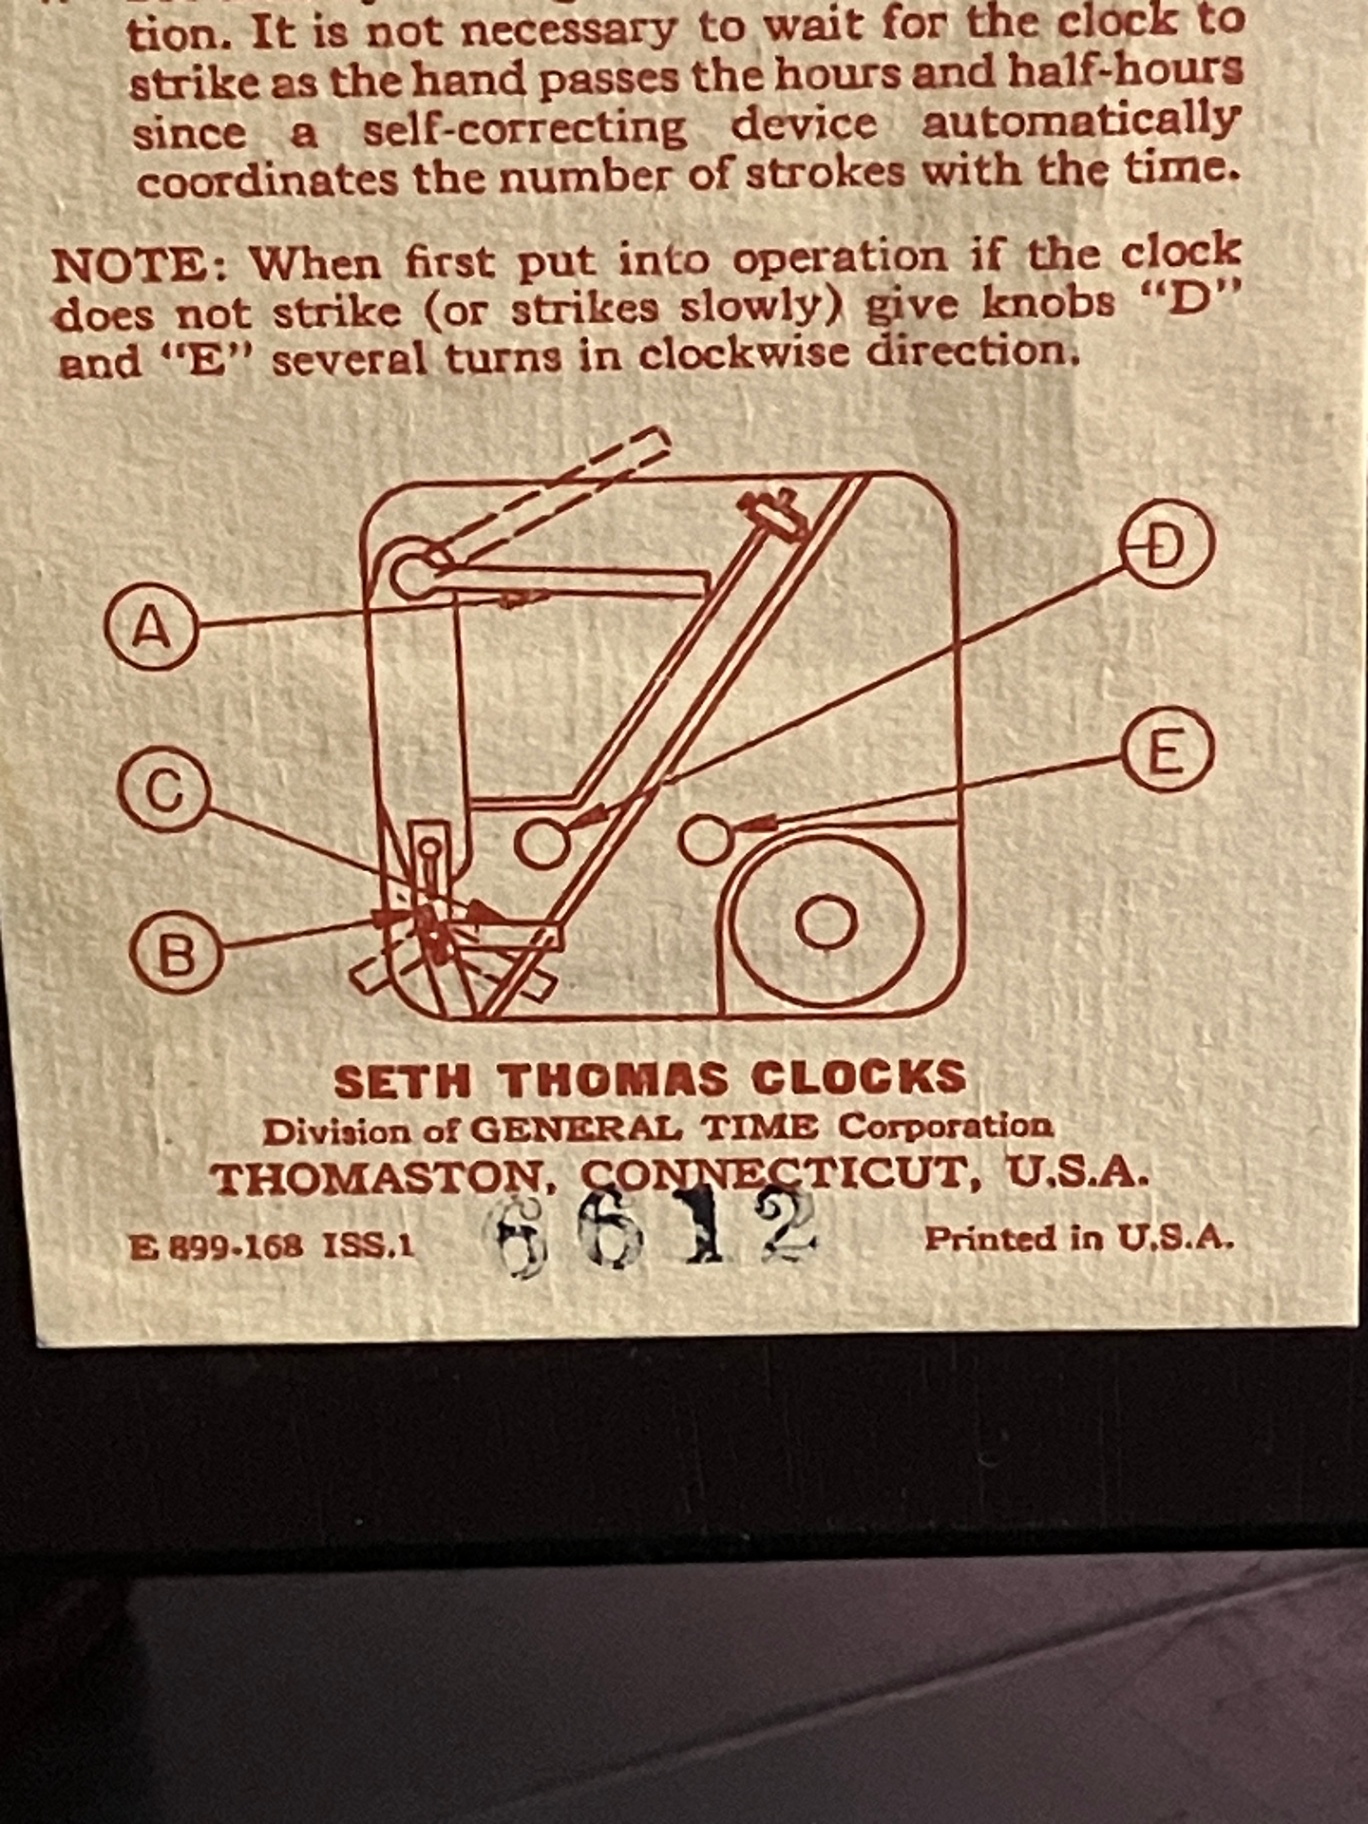 tion. It is not necessary to wait for the clock to
strike as the hand passes the hours and half-hours
since a self-correcting device automatically
coordinates the number of strokes with the time.
NOTE: When first put into operation if the clock
does not strike (or strikes slowly) give knobs “D”
and “E” several turns in clockwise direction.
A
D
C
E
B
SETH THOMAS CLOCKS
Division of GENERAL TIME Corporation
THOMASTON, CONNECTICUT, U.S.A.
E 899-168 ISS.1 6612 Printed in U.S.A.